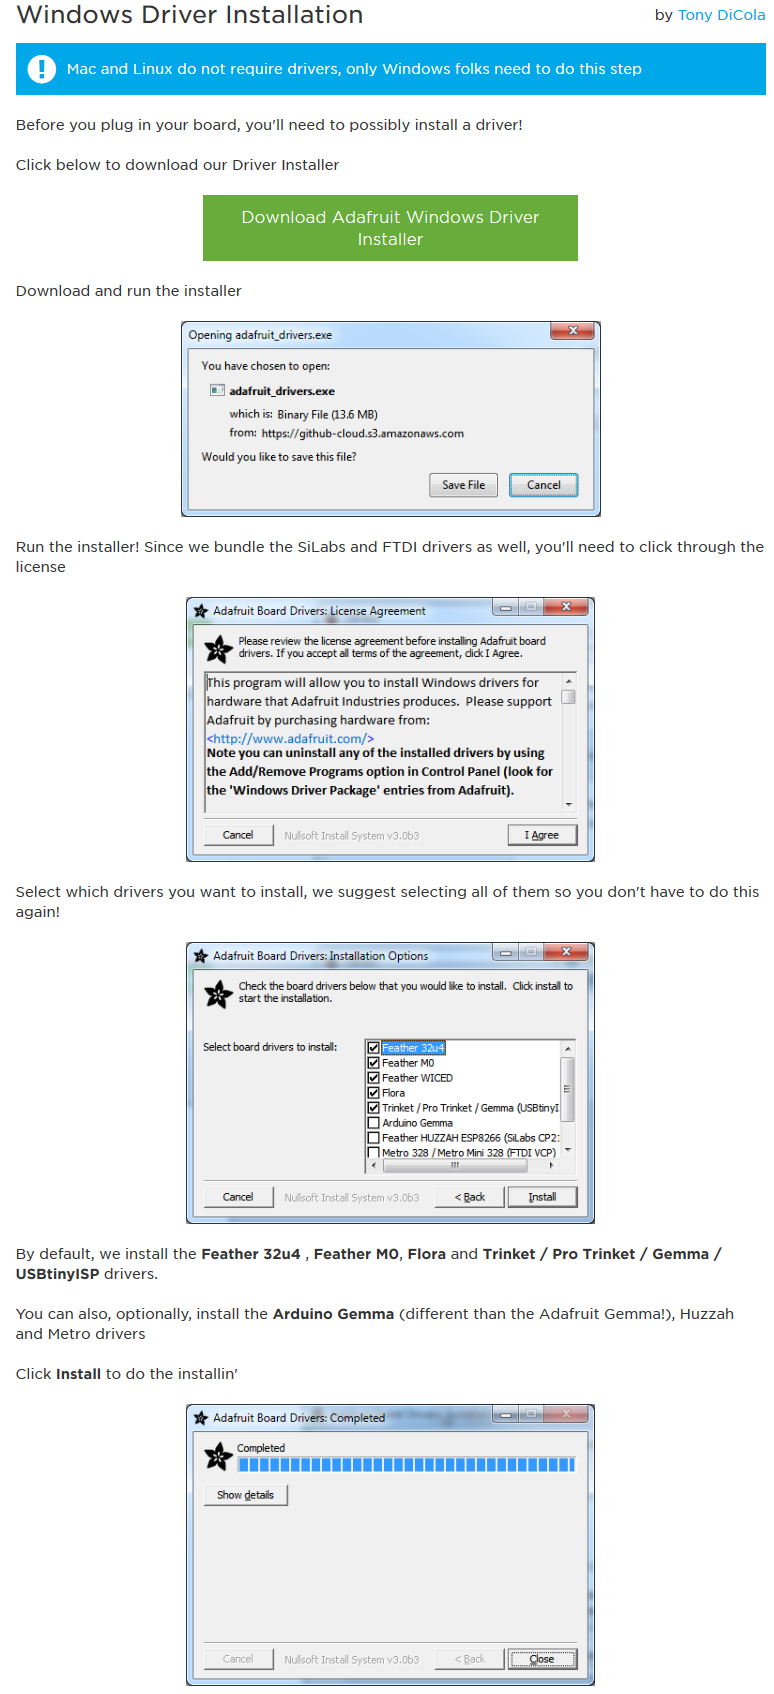 Windows Driver Installation
by Tony DiCola
Mac and Linux do not require drivers, only Windows folks need to do this step
Before you plug in your board, you'll need to possibly install a driver!
Click below to download our Driver Installer
Download Adafruit Windows Driver
Installer
Download and run the installer
Opening adafruit_drivers.exe
You have chosen to open:
adafruit_drivers.exe
which is: Binary File (13.6 MB)
from: https://github-cloud.s3.amazonaws.com
Would you like to save this file?
Save File Cancel
Run the installer! Since we bundle the SiLabs and FTDI drivers as well, you'll need to click through the
license
Adafruit Board Drivers: License Agreement
Please review the license agreement before installing Adafruit board
drivers. If you accept all terms of the agreement, click I Agree.
This program will allow you to install Windows drivers for
hardware that Adafruit Industries produces. Please support
Adafruit by purchasing hardware from:
<http://www.adafruit.com/>
Note you can uninstall any of the installed drivers by using
the Add/Remove Programs option in Control Panel (look for
the 'Windows Driver Package' entries from Adafruit).
Cancel Nullsoft Install System v3.0b3 I Agree
Select which drivers you want to install, we suggest selecting all of them so you don't have to do this
again!
Adafruit Board Drivers: Installation Options
Check the board drivers below that you would like to install. Click install to
start the installation.
Select board drivers to install:
Feather 32u4
Feather M0
Feather WICED
Flora
Trinket / Pro Trinket / Gemma (USBtinyI
Arduino Gemma
Feather HUZZAH ESP8266 (SiLabs CP2
Metro 328 / Metro Mini 328 (FTDI VCP)
Cancel Nullsoft Install System v3.0b3 < Back Install
By default, we install the Feather 32u4 , Feather M0, Flora and Trinket / Pro Trinket / Gemma /
USBtinyISP drivers.
You can also, optionally, install the Arduino Gemma (different than the Adafruit Gemma!), Huzzah
and Metro drivers
Click Install to do the installin'
Adafruit Board Drivers: Completed
Completed
Show details
Cancel Nullsoft Install System v3.0b3 < Back Close